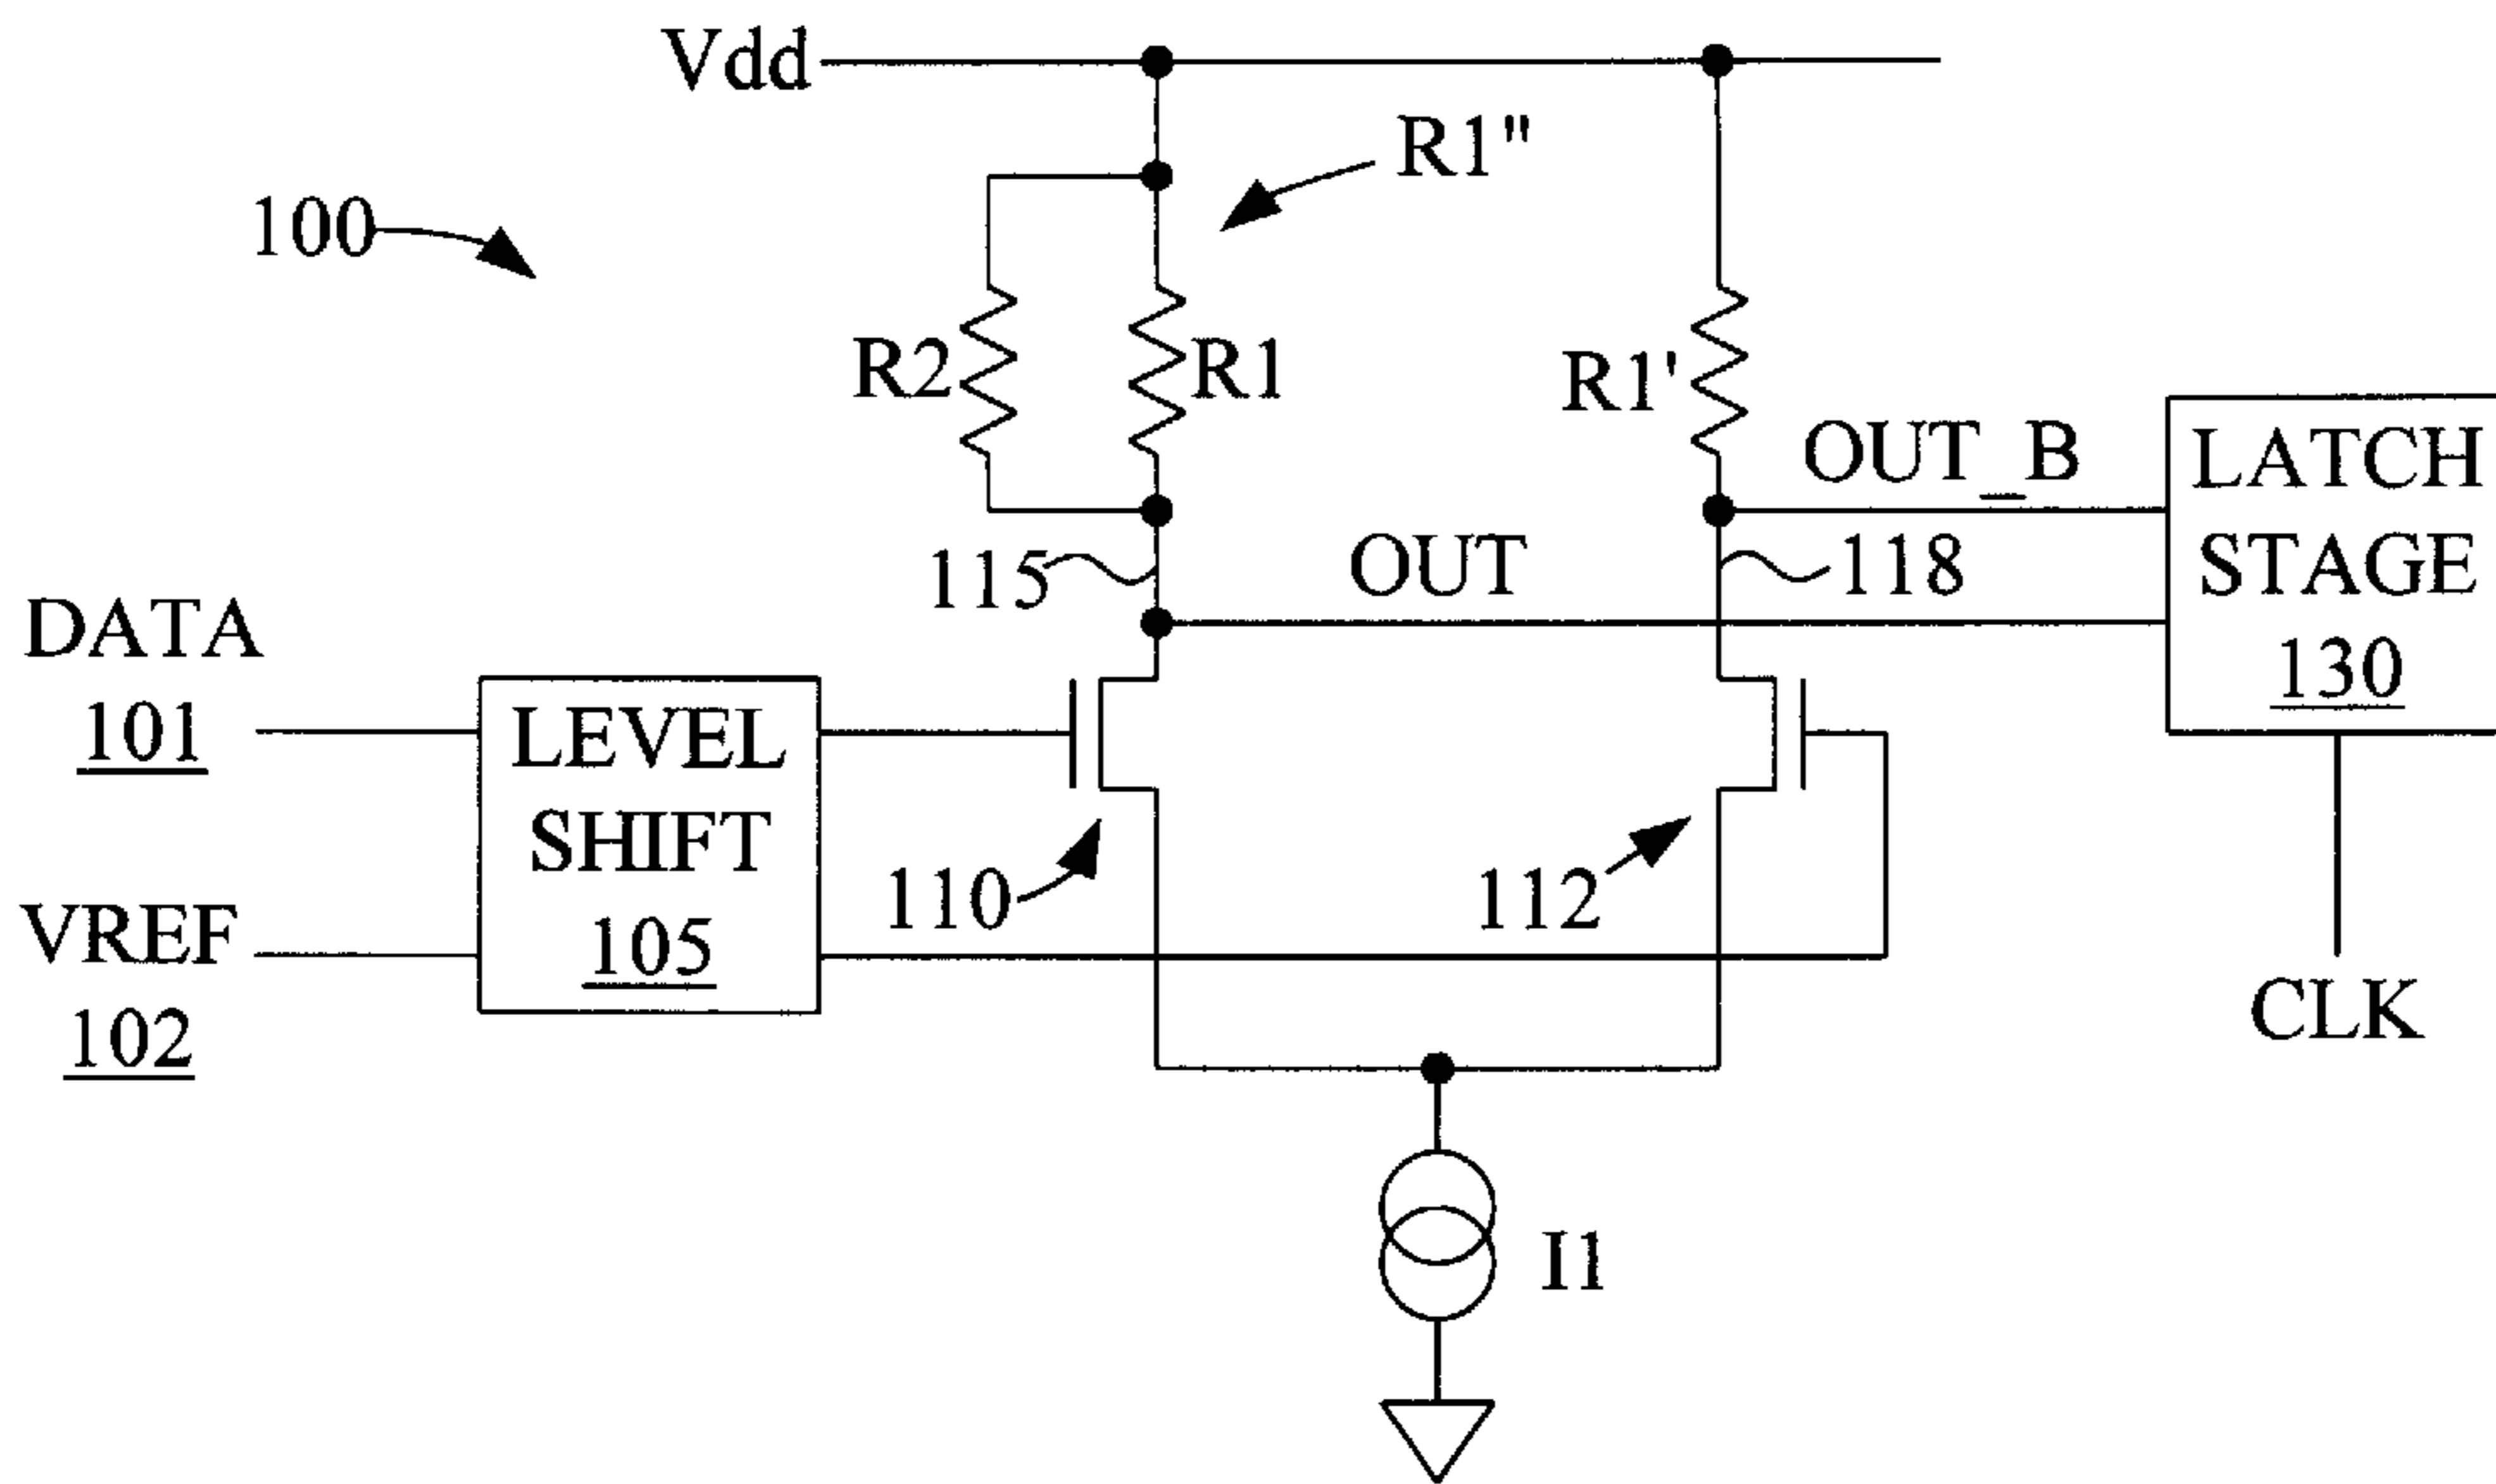 Vdd
R1"
100
R2
R1
R1'
OUT_B
LATCH
STAGE
130
115
OUT
118
DATA
101
LEVEL
SHIFT
105
VREF
102
110
112
CLK
I1